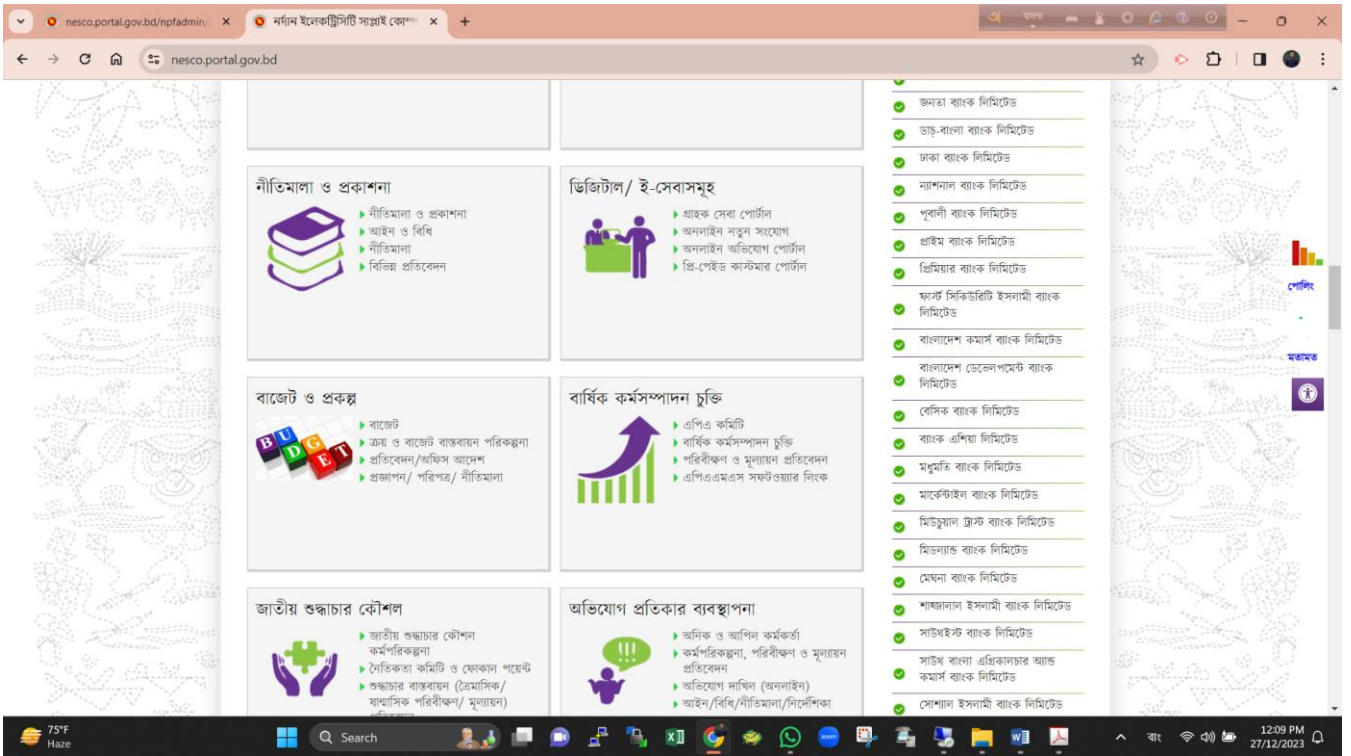 nesco.portal.gov.bd/npfadmin/
নর্দান ইলেকট্রিসিটি সাপ্লাই কোম্প
বাংলা
nesco.portal.gov.bd
নীতিমালা ও প্রকাশনা
নীতিমালা ও প্রকাশনা
আইন ও বিধি
নীতিমালা
বিভিন্ন প্রতিবেদন
ডিজিটাল/ ই-সেবাসমূহ
গ্রাহক সেবা পোর্টাল
অনলাইন নতুন সংযোগ
অনলাইন অভিযোগ পোর্টাল
প্রি-পেইড কাস্টমার পোর্টাল
বাজেট ও প্রকল্প
BUDGET
বাজেট
ক্রয় ও বাজেট বাস্তবায়ন পরিকল্পনা
প্রতিবেদন/অফিস আদেশ
প্রজ্ঞাপন/ পরিপত্র/ নীতিমালা
বার্ষিক কর্মসম্পাদন চুক্তি
এপিএ কমিটি
বার্ষিক কর্মসম্পাদন চুক্তি
পরিবীক্ষণ ও মূল্যায়ন প্রতিবেদন
এপিএএমএস সফটওয়্যার লিংক
জাতীয় শুদ্ধাচার কৌশল
জাতীয় শুদ্ধাচার কৌশল
কর্মপরিকল্পনা
নৈতিকতা কমিটি ও ফোকাল পয়েন্ট
শুদ্ধাচার বাস্তবায়ন (ত্রৈমাসিক/
ষান্মাসিক পরিবীক্ষণ/ মূল্যায়ন)
অভিযোগ প্রতিকার ব্যবস্থাপনা
!!!
অনিক ও আপিল কর্মকর্তা
কর্মপরিকল্পনা, পরিবীক্ষণ ও মূল্যায়ন
প্রতিবেদন
অভিযোগ দাখিল (অনলাইন)
আইন/বিধি/নীতিমালা/নির্দেশিকা
জনতা ব্যাংক লিমিটেড
ডাচ্-বাংলা ব্যাংক লিমিটেড
ঢাকা ব্যাংক লিমিটেড
ন্যাশনাল ব্যাংক লিমিটেড
পূবালী ব্যাংক লিমিটেড
প্রাইম ব্যাংক লিমিটেড
প্রিমিয়ার ব্যাংক লিমিটেড
ফার্স্ট সিকিউরিটি ইসলামী ব্যাংক
লিমিটেড
বাংলাদেশ কমার্স ব্যাংক লিমিটেড
বাংলাদেশ ডেভেলপমেন্ট ব্যাংক
লিমিটেড
বেসিক ব্যাংক লিমিটেড
ব্যাংক এশিয়া লিমিটেড
মধুমতি ব্যাংক লিমিটেড
মার্কেন্টাইল ব্যাংক লিমিটেড
মিউচুয়াল ট্রাস্ট ব্যাংক লিমিটেড
মিডল্যান্ড ব্যাংক লিমিটেড
মেঘনা ব্যাংক লিমিটেড
শাহ্জালাল ইসলামী ব্যাংক লিমিটেড
সাউথইস্ট ব্যাংক লিমিটেড
সাউথ বাংলা এগ্রিকালচার অ্যান্ড
কমার্স ব্যাংক লিমিটেড
সোশ্যাল ইসলামী ব্যাংক লিমিটেড
পোলিং
মতামত
75°F
Haze
Search
zoom
বাং
12:09 PM
27/12/2023